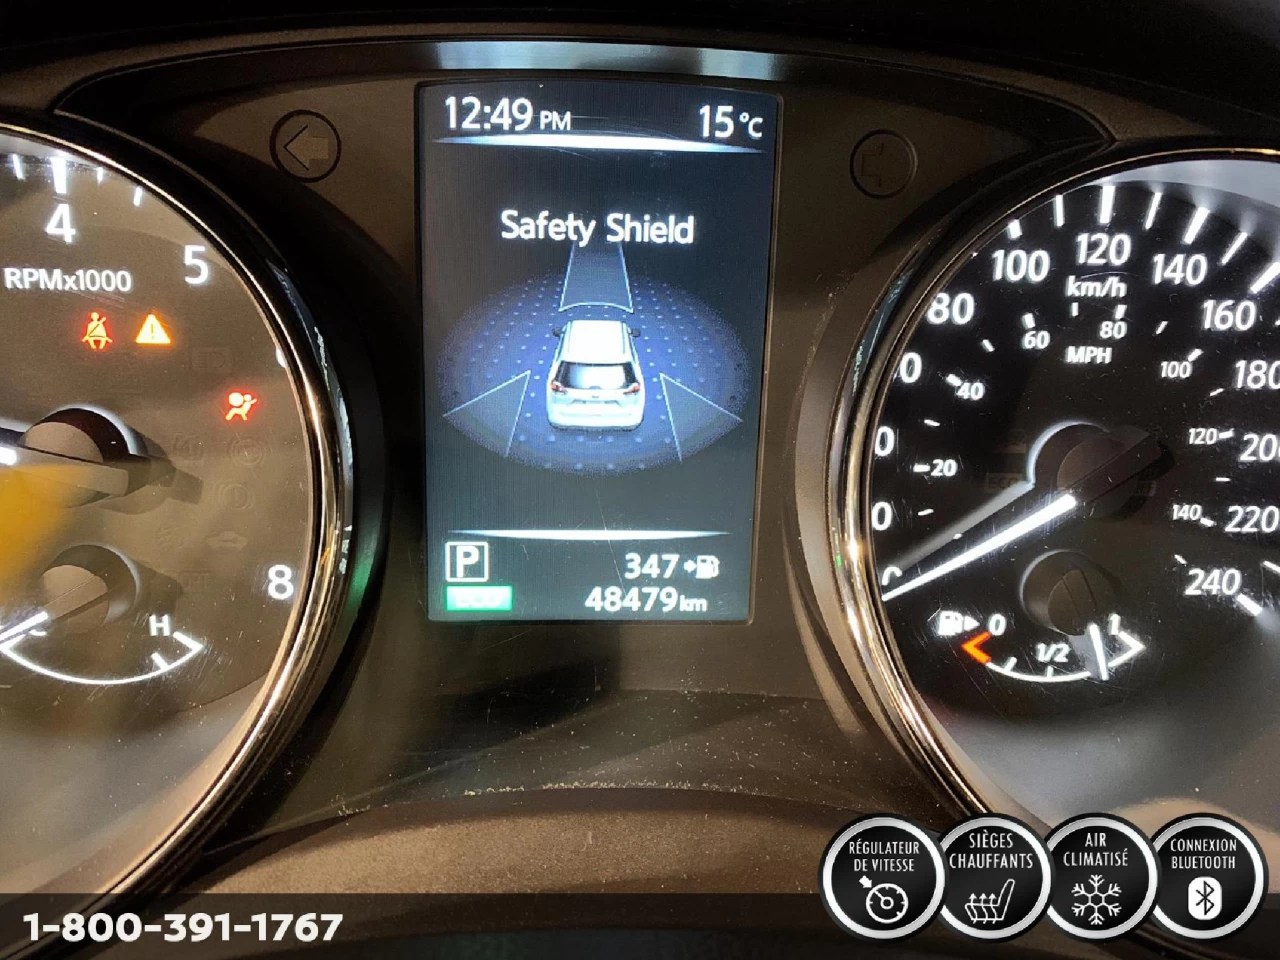 12:49 PM 15°C
Safety Shield
P 347
ECO 48479km
4
5
RPMx1000
8
H
C
100 120 140
km/h
80 160
60 80
MPH
100 180
40
120
20
140 220
240
0 1/2 1
RÉGULATEUR
DE VITESSE
SIÈGES
CHAUFFANTS
AIR
CLIMATISÉ
CONNEXION
BLUETOOTH
1-800-391-1767